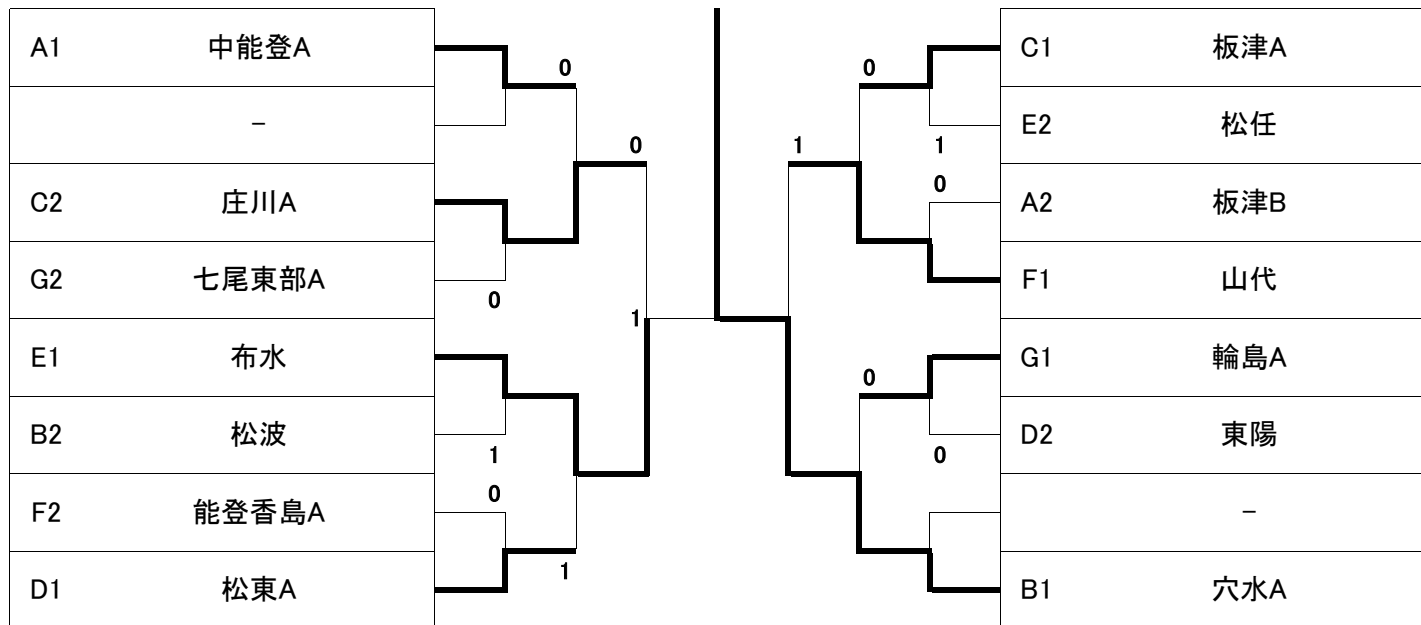 A1 中能登A
-
C2 庄川A
G2 七尾東部A
E1 布水
B2 松波
F2 能登香島A
D1 松東A
0
0
0
1
1
0
1
0
0
1
1
0
0
0
C1 板津A
E2 松任
A2 板津B
F1 山代
G1 輪島A
D2 東陽
-
B1 穴水A